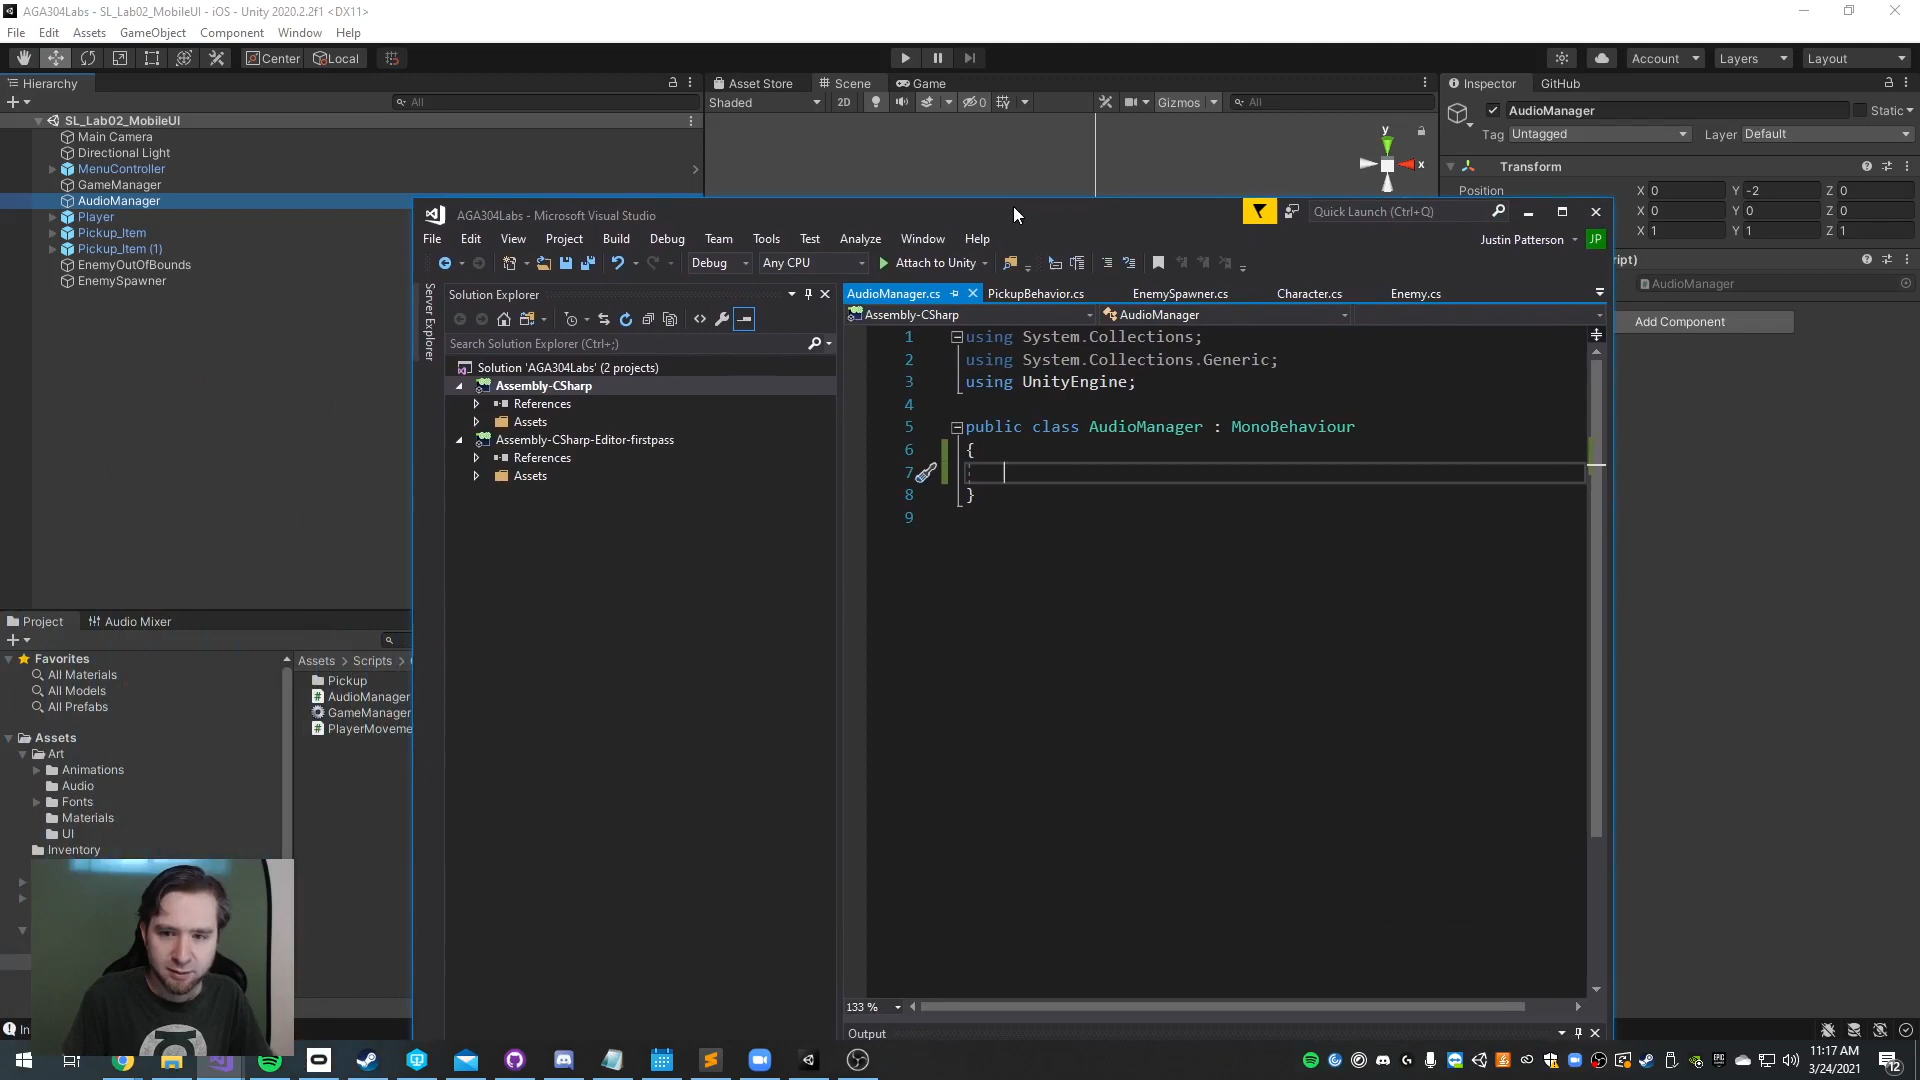 AGA304Labs - SL_Lab02_MobileUI - iOS - Unity 2020.2.2f1 <DX11>
File Edit Assets GameObject Component Window Help
Center Local Account Layers Layout
Hierarchy Asset Store Scene Game Inspector GitHub
All Shaded 2D 0 Gizmos All
AudioManager Static
Tag Untagged Layer Default
Transform
Position X 0 Y -2 Z 0
X 0 Y 0 Z 0
X 1 Y 1 Z 1
ript)
AudioManager
Add Component
SL_Lab02_MobileUI
Main Camera
Directional Light
MenuController
GameManager
AudioManager
Player
Pickup_Item
Pickup_Item (1)
EnemyOutOfBounds
EnemySpawner
y
x
AGA304Labs - Microsoft Visual Studio Quick Launch (Ctrl+Q)
File Edit View Project Build Debug Team Tools Test Analyze Window Help Justin Patterson JP
Debug Any CPU Attach to Unity
Server Explorer
Solution Explorer
Search Solution Explorer (Ctrl+;)
Solution 'AGA304Labs' (2 projects)
Assembly-CSharp
References
Assets
Assembly-CSharp-Editor-firstpass
References
Assets
AudioManager.cs PickupBehavior.cs EnemySpawner.cs Character.cs Enemy.cs
Assembly-CSharp AudioManager
1 using System.Collections;
2 using System.Collections.Generic;
3 using UnityEngine;
4
5 public class AudioManager : MonoBehaviour
6 {
7
8 }
9
133 %
Output
Project Audio Mixer
Favorites
All Materials
All Models
All Prefabs
Assets
Art
Animations
Audio
Fonts
Materials
UI
Inventory
Assets > Scripts >
Pickup
AudioManager
GameManager
PlayerMoveme
In
11:17 AM
3/24/2021
12